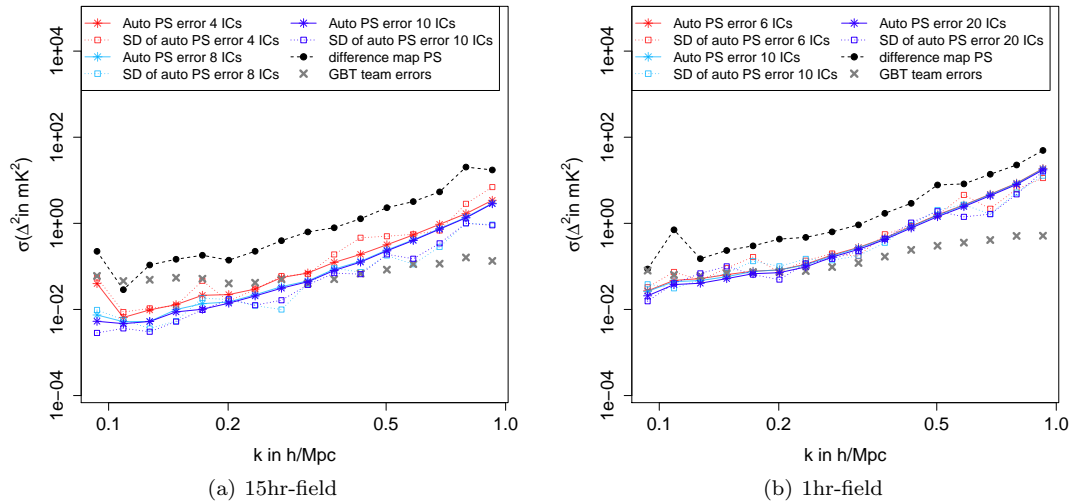 Auto PS error 4 ICs
SD of auto PS error 4 ICs
Auto PS error 8 ICs
SD of auto PS error 8 ICs
Auto PS error 10 ICs
SD of auto PS error 10 ICs
difference map PS
GBT team errors
σ(Δ²in mK²)
1e+04
1e+02
1e+00
1e-02
1e-04
0.1
0.2
0.5
1.0
k in h/Mpc
(a) 15hr-field
Auto PS error 6 ICs
SD of auto PS error 6 ICs
Auto PS error 10 ICs
SD of auto PS error 10 ICs
Auto PS error 20 ICs
SD of auto PS error 20 ICs
difference map PS
GBT team errors
σ(Δ²in mK²)
1e+04
1e+02
1e+00
1e-02
1e-04
0.1
0.2
0.5
1.0
k in h/Mpc
(b) 1hr-field